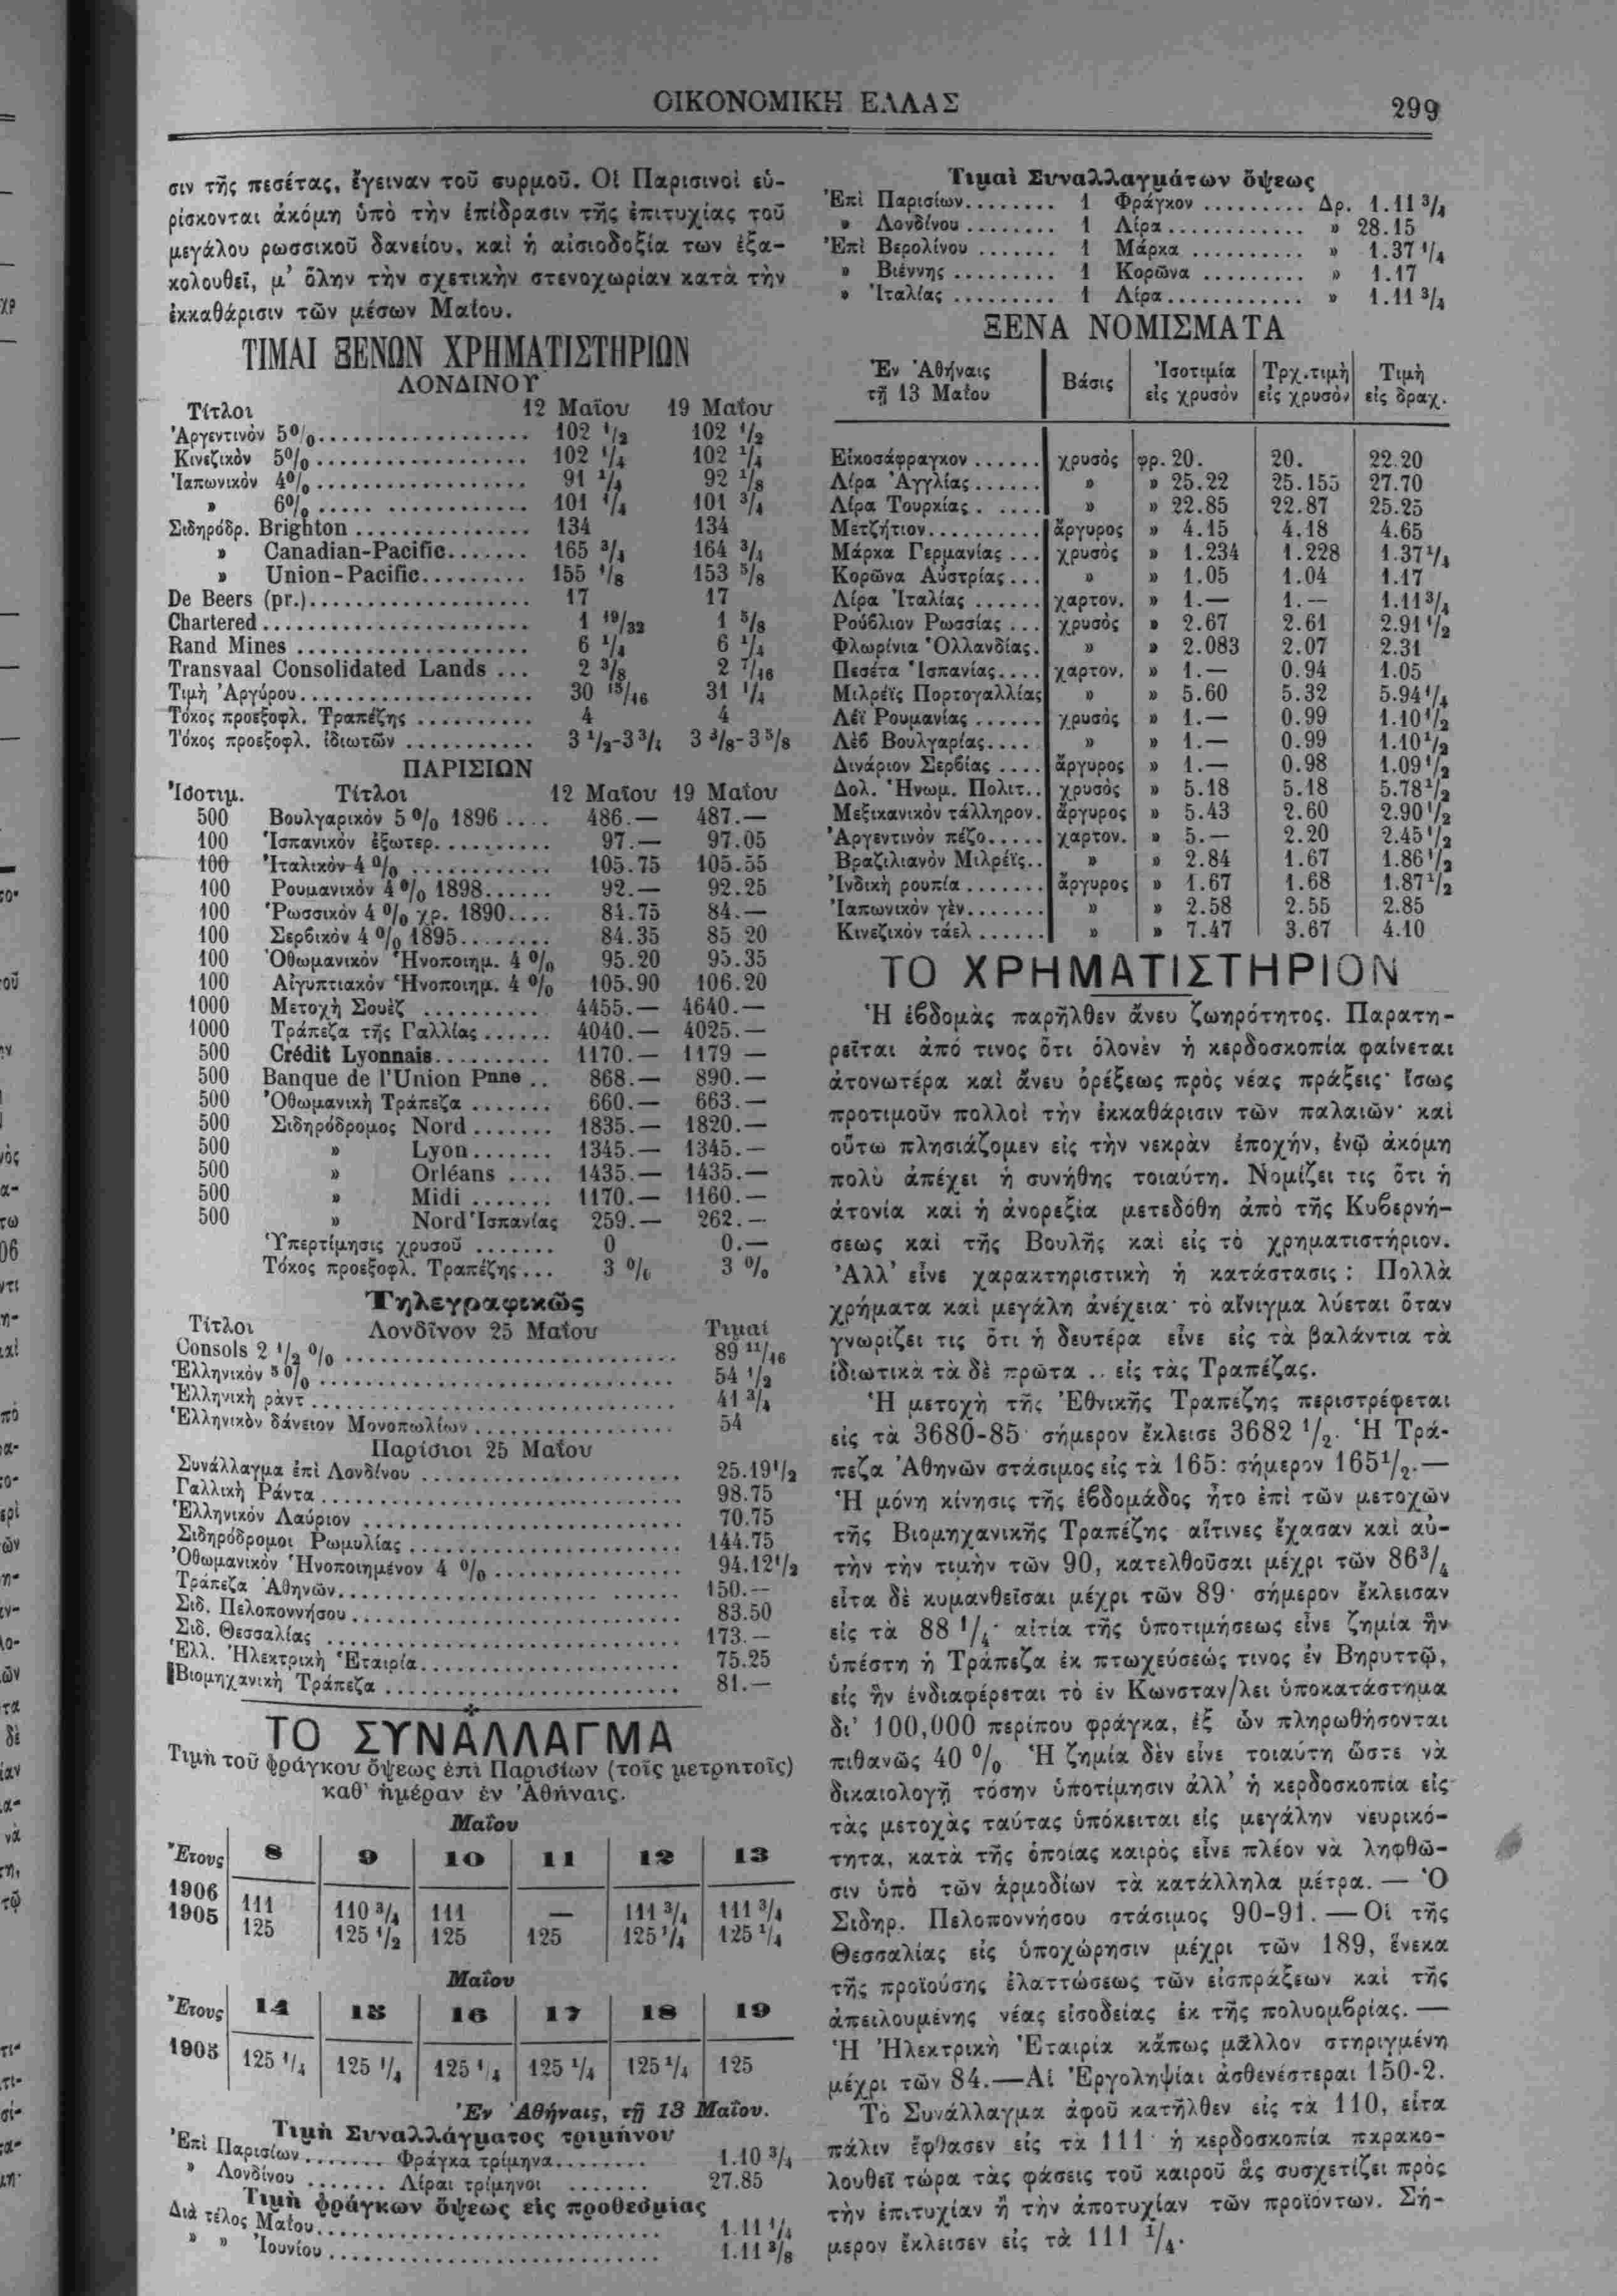 ΟΙΚΟΝΟΜΙΚΗ ΕΛΛΑΣ
299
σιν τῆς πεσέτας, ἔγειναν τοῦ συρμοῦ. Οἱ Παρισινοὶ εὑ-
ρίσκονται ἀκόμη ὑπὸ τὴν ἐπίδρασιν τῆς ἐπιτυχίας τοῦ
μεγάλου ρωσσικοῦ δανείου, καὶ ἡ αἰσιοδοξία των ἐξα-
κολουθεῖ, μ' ὅλην τὴν σχετικὴν στενοχωρίαν κατὰ τὴν
ἐκκαθάρισιν τῶν μέσων Μαΐου.
ΤΙΜΑΙ ΞΕΝΩΝ ΧΡΗΜΑΤΙΣΤΗΡΙΩΝ
ΛΟΝΔΙΝΟΥ
Τίτλοι 12 Μαΐου 19 Μαΐου
Ἀργεντινὸν 5% 102 1/2 102 1/2
Κινεζικὸν 5% 102 1/4 102 1/4
Ἰαπωνικόν 4% 91 1/4 92 1/8
» 6% 101 1/4 101 3/4
Σιδηρόδρ. Brighton 134 134
» Canadian-Pacific 165 3/4 164 3/4
» Union-Pacific 155 1/8 153 5/8
De Beers (pr.) 17 17
Chartered 1 19/32 1 5/8
Rand Mines 6 1/4 6 1/4
Transvaal Consolidated Lands ... 2 3/8 2 7/16
Τιμὴ Ἀργύρου 30 15/16 31 1/4
Τόκος προεξοφλ. Τραπέζης 4 4
Τόκος προεξοφλ. ἰδιωτῶν 3 1/2-3 3/4 3 3/8-3 5/8
ΠΑΡΙΣΙΩΝ
Ἰσοτιμ. Τίτλοι 12 Μαΐου 19 Μαΐου
500 Βουλγαρικὸν 5% 1896 .... 486.— 487.—
100 Ἱσπανικὸν ἐξωτερ. 97.— 97.05
100 Ἰταλικὸν 4% 105.75 105.55
100 Ρουμανικὸν 4% 1898 92.— 92.25
100 Ῥωσσικὸν 4% χρ. 1890.... 84.75 84.—
100 Σερβικὸν 4% 1895 84.35 85 20
100 Ὀθωμανικὸν Ἡνοποιημ. 4% 95.20 95.35
100 Αἰγυπτιακόν Ἡνοποιημ. 4% 105.90 106.20
1000 Μετοχὴ Σουὲζ 4455.— 4640.—
1000 Τράπεζα τῆς Γαλλίας 4040.— 4025.—
500 Crédit Lyonnais 1170.— 1179 —
500 Banque de l'Union Pnne .. 868.— 890.—
500 Ὀθωμανικὴ Τράπεζα 660.— 663.—
500 Σιδηρόδρομος Nord 1835.— 1820.—
500 » Lyon 1345.— 1345.—
500 » Orléans .... 1435.— 1435.—
500 » Midi 1170.— 1160.—
500 » Nord Ἱσπανίας 259.— 262.—
Ὑπερτίμησις χρυσοῦ 0 0.—
Τόκος προεξοφλ. Τραπέζης... 3 % 3 %
Τηλεγραφικῶς
Τίτλοι Λονδῖνον 25 Μαΐου Τιμαί
Consols 2 1/2 % 89 11/16
Ἑλληνικόν 5% 54 1/2
Ἑλληνικὴ ρὰντ 41 3/4
Ἑλληνικὸν δάνειον Μονοπωλίων 54
Παρίσιοι 25 Μαΐου
Συνάλλαγμα ἐπὶ Λονδίνου 25.19 1/2
Γαλλικὴ Ράντα 98.75
Ἑλληνικόν Λαύριον 70.75
Σιδηρόδρομοι Ρωμυλίας 144.75
Ὀθωμανικὸν Ἡνοποιημένον 4 % 94.12 1/2
Τράπεζα Ἀθηνῶν 150.—
Σιδ. Πελοποννήσου 83.50
Σιδ. Θεσσαλίας 173.—
Ἑλλ. Ἠλεκτρικὴ Ἑταιρία 75.25
Βιομηχανικὴ Τράπεζα 81.—
ΤΟ ΣΥΝΑΛΛΑΓΜΑ
Τιμὴ τοῦ φράγκου ὄψεως ἐπὶ Παρισίων (τοῖς μετρητοῖς)
καθ' ἡμέραν ἐν Ἀθήναις.
Μαΐου
Ἔτους 8 9 10 11 12 13
1906 111 110 3/4 111 — 111 3/4 111 3/4
1905 125 125 1/2 125 125 125 1/4 125 1/4
Μαΐου
Ἔτους 14 15 16 17 18 19
1905 125 1/4 125 1/4 125 1/4 125 1/4 125 1/4 125
Ἐν Ἀθήναις, τῇ 13 Μαΐου.
Τιμὴ Συναλλάγματος τριμήνου
Ἐπὶ Παρισίων Φράγκα τρίμηνα 1.10 3/4
» Λονδίνου Λίραι τρίμηνοι 27.85
Τιμὴ φράγκων ὄψεως εἰς προθεσμίας
Διὰ τέλος Μαΐου 1.11 1/4
» » Ἰουνίου 1.11 3/8
Τιμαὶ Συναλλαγμάτων ὄψεως
Ἐπὶ Παρισίων 1 Φράγκον Δρ. 1.11 3/4
» Λονδίνου 1 Λίρα » 28.15
Ἐπὶ Βερολίνου 1 Μάρκα » 1.37 1/4
» Βιέννης 1 Κορῶνα » 1.17
» Ἰταλίας 1 Λίρα » 1.11 3/4
ΞΕΝΑ ΝΟΜΙΣΜΑΤΑ
Ἐν Ἀθήναις τῇ 13 Μαΐου Βάσις Ἰσοτιμία εἰς χρυσὸν Τρχ.τιμὴ εἰς χρυσὸν Τιμὴ εἰς δραχ.
Εἰκοσάφραγκον χρυσὸς φρ. 20. 20. 22.20
Λίρα Ἀγγλίας » » 25.22 25.155 27.70
Λίρα Τουρκίας » » 22.85 22.87 25.25
Μετζήτιον ἄργυρος » 4.15 4.18 4.65
Μάρκα Γερμανίας ... χρυσὸς » 1.234 1.228 1.37 1/4
Κορῶνα Αὐστρίας... » » 1.05 1.04 1.17
Λίρα Ἰταλίας χαρτον. » 1.— 1.— 1.11 3/4
Ρούβλιον Ρωσσίας ... χρυσὸς » 2.67 2.61 2.91 1/2
Φλωρίνια Ὁλλανδίας. » » 2.083 2.07 2.31
Πεσέτα Ἱσπανίας.... χαρτον. » 1.— 0.94 1.05
Μιλρέϊς Πορτογαλλίας » » 5.60 5.32 5.94 1/4
Λέϊ Ρουμανίας χρυσὸς » 1.— 0.99 1.10 1/2
Λὲβ Βουλγαρίας.... » » 1.— 0.99 1.10 1/2
Δινάριον Σερβίας .... ἄργυρος » 1.— 0.98 1.09 1/2
Δολ. Ἡνωμ. Πολιτ.. χρυσὸς » 5.18 5.18 5.78 1/2
Μεξικανικὸν τάλληρον. ἄργυρος » 5.43 2.60 2.90 1/2
Ἀργεντινὸν πέζο χαρτον. » 5.— 2.20 2.45 1/2
Βραζιλιανὸν Μιλρέϊς.. » » 2.84 1.67 1.86 1/2
Ἰνδικὴ ρουπία ἄργυρος » 1.67 1.68 1.87 1/2
Ἰαπωνικὸν γὲν » » 2.58 2.55 2.85
Κινεζικὸν τάελ » » 7.47 3.67 4.10
ΤΟ ΧΡΗΜΑΤΙΣΤΗΡΙΟΝ
Ἡ ἑβδομὰς παρῆλθεν ἄνευ ζωηρότητος. Παρατη-
ρεῖται ἀπό τινος ὅτι ὁλονὲν ἡ κερδοσκοπία φαίνεται
ἀτονωτέρα καὶ ἄνευ ὀρέξεως πρὸς νέας πράξεις· ἴσως
προτιμοῦν πολλοὶ τὴν ἐκκαθάρισιν τῶν παλαιῶν· καὶ
οὕτω πλησιάζομεν εἰς τὴν νεκρὰν ἐποχήν, ἐνῷ ἀκόμη
πολὺ ἀπέχει ἡ συνήθης τοιαύτη. Νομίζει τις ὅτι ἡ
ἀτονία καὶ ἡ ἀνορεξία μετεδόθη ἀπὸ τῆς Κυβερνή-
σεως καὶ τῆς Βουλῆς καὶ εἰς τὸ χρηματιστήριον.
Ἀλλ' εἶνε χαρακτηριστικὴ ἡ κατάστασις : Πολλὰ
χρήματα καὶ μεγάλη ἀνέχεια· τὸ αἴνιγμα λύεται ὅταν
γνωρίζει τις ὅτι ἡ δευτέρα εἶνε εἰς τὰ βαλάντια τὰ
ἰδιωτικὰ τὰ δὲ πρῶτα .. εἰς τὰς Τραπέζας.
Ἡ μετοχὴ τῆς Ἐθνικῆς Τραπέζης περιστρέφεται
εἰς τὰ 3680-85 σήμερον ἔκλεισε 3682 1/2. Ἡ Τρά-
πεζα Ἀθηνῶν στάσιμος εἰς τὰ 165: σήμερον 165 1/2.—
Ἡ μόνη κίνησις τῆς ἑβδομάδος ἦτο ἐπὶ τῶν μετοχῶν
τῆς Βιομηχανικῆς Τραπέζης αἵτινες ἔχασαν καὶ αὐ-
τὴν τὴν τιμὴν τῶν 90, κατελθοῦσαι μέχρι τῶν 86 3/4
εἶτα δὲ κυμανθεῖσαι μέχρι τῶν 89· σήμερον ἔκλεισαν
εἰς τὰ 88 1/4· αἰτία τῆς ὑποτιμήσεως εἶνε ζημία ἣν
ὑπέστη ἡ Τράπεζα ἐκ πτωχεύσεώς τινος ἐν Βηρυττῷ,
εἰς ἣν ἐνδιαφέρεται τὸ ἐν Κωνσταν/λει ὑποκατάστημα
δι' 100,000 περίπου φράγκα, ἐξ ὧν πληρωθήσονται
πιθανῶς 40 % Ἡ ζημία δὲν εἶνε τοιαύτη ὥστε νὰ
δικαιολογῇ τόσην ὑποτίμησιν ἀλλ' ἡ κερδοσκοπία εἰς
τὰς μετοχὰς ταύτας ὑπόκειται εἰς μεγάλην νευρικό-
τητα, κατὰ τῆς ὁποίας καιρὸς εἶνε πλέον νὰ ληφθῶ-
σιν ὑπὸ τῶν ἁρμοδίων τὰ κατάλληλα μέτρα. — Ὁ
Σιδηρ. Πελοποννήσου στάσιμος 90-91. — Οἱ τῆς
Θεσσαλίας εἰς ὑποχώρησιν μέχρι τῶν 189, ἕνεκα
τῆς προϊούσης ἐλαττώσεως τῶν εἰσπράξεων καὶ τῆς
ἀπειλουμένης νέας εἰσοδείας ἐκ τῆς πολυομβρίας. —
Ἡ Ἠλεκτρικὴ Ἑταιρία κἄπως μᾶλλον στηριγμένη
μέχρι τῶν 84.—Αἱ Ἐργοληψίαι ἀσθενέστεραι 150-2.
Τὸ Συνάλλαγμα ἀφοῦ κατῆλθεν εἰς τὰ 110, εἶτα
πάλιν ἔφθασεν εἰς τὰ 111 ἡ κερδοσκοπία παρακο-
λουθεῖ τώρα τὰς φάσεις τοῦ καιροῦ ἃς συσχετίζει πρὸς
τὴν ἐπιτυχίαν ἢ τὴν ἀποτυχίαν τῶν προϊόντων. Σή-
μερον ἔκλεισεν εἰς τὰ 111 1/4.